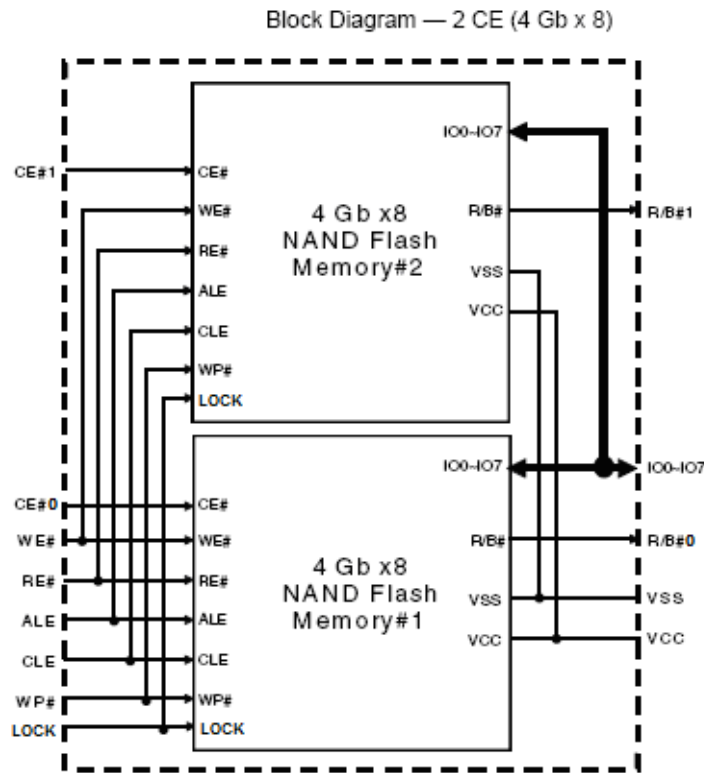 Block Diagram — 2 CE (4 Gb x 8)
IO0~IO7
CE#1
CE#
WE#
R/B#
R/B#1
4 Gb x8
NAND Flash
Memory#2
RE#
VSS
ALE
VCC
CLE
WP#
LOCK
IO0~IO7
IO0~IO7
CE#0
CE#
WE#
WE#
R/B#
R/B#0
4 Gb x8
NAND Flash
Memory#1
RE#
RE#
VSS
VSS
ALE
ALE
VCC
VCC
CLE
CLE
WP#
WP#
LOCK
LOCK